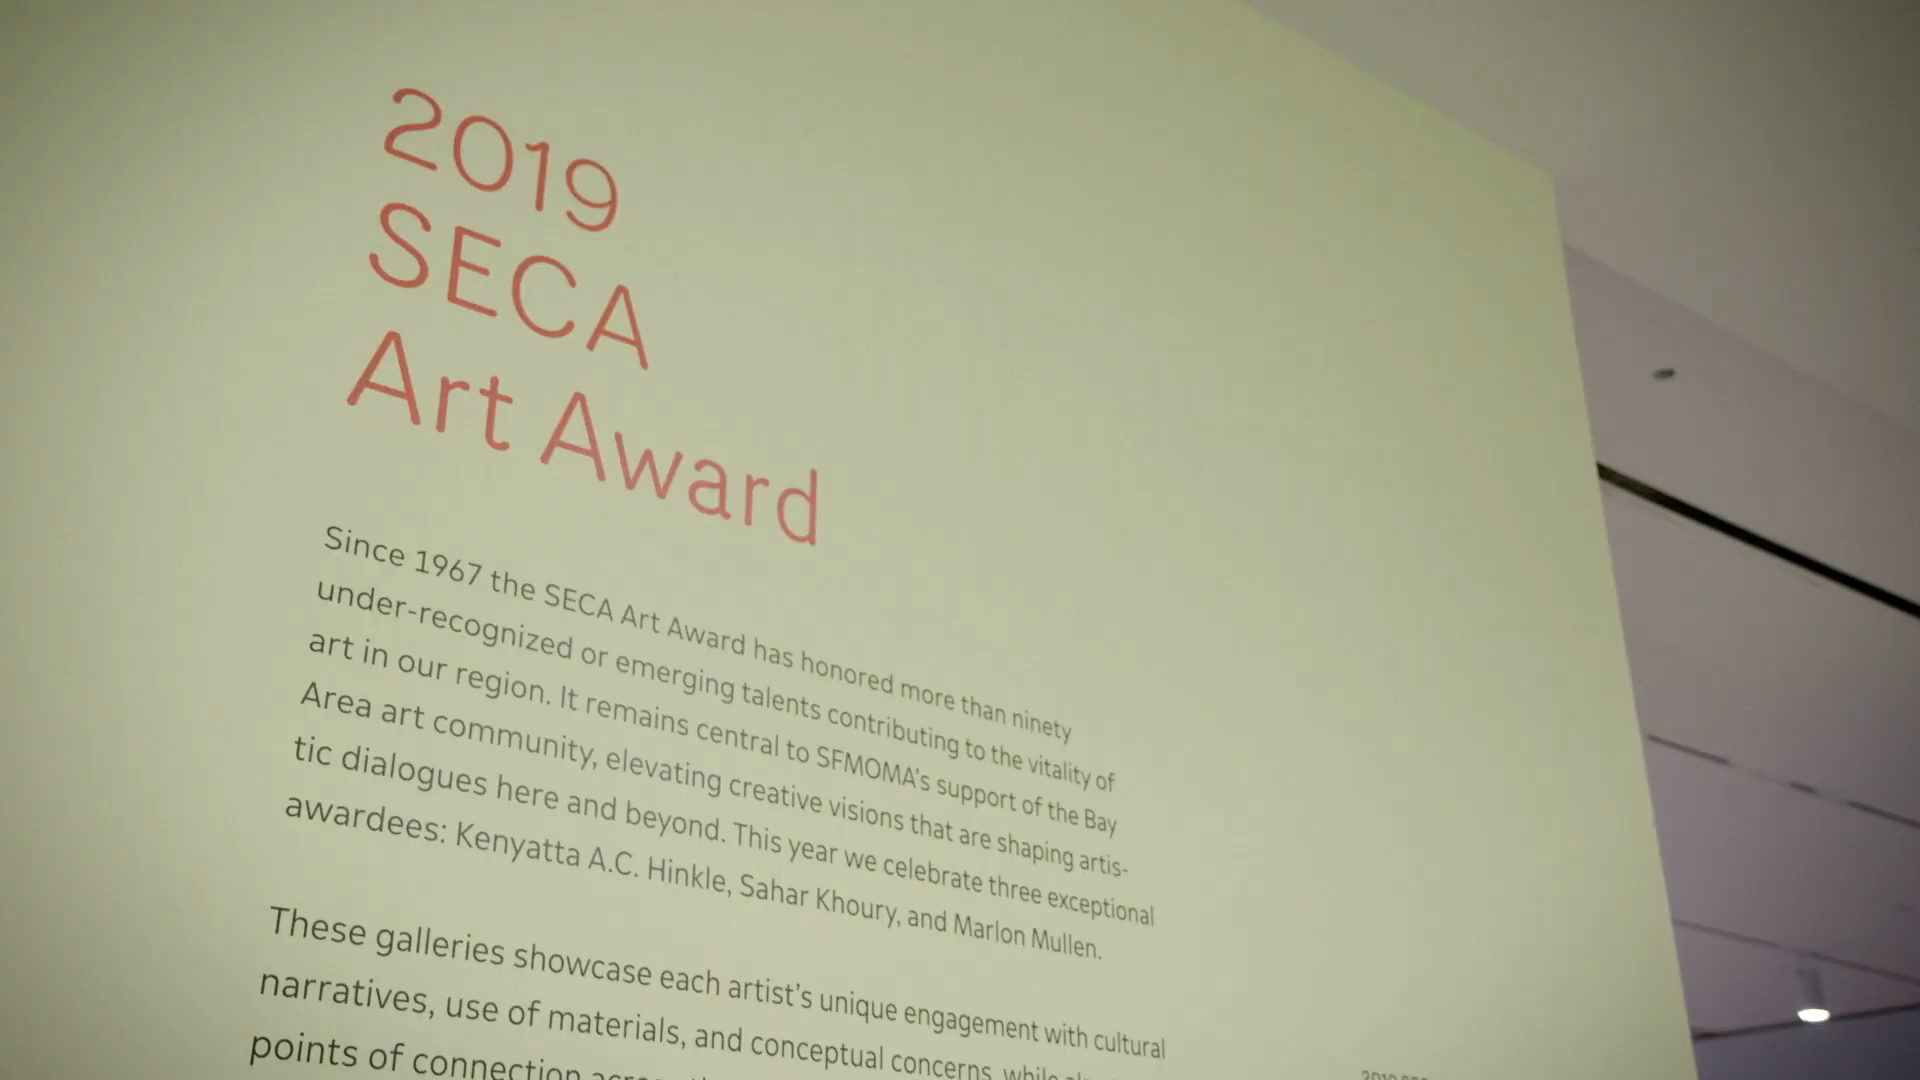 2019
SECA
Art Award
Since 1967 the SECA Art Award has honored more than ninety
under-recognized or emerging talents contributing to the vitality of
art in our region. It remains central to SFMOMA's support of the Bay
Area art community, elevating creative visions that are shaping artis-
tic dialogues here and beyond. This year we celebrate three exceptional
awardees: Kenyatta A.C. Hinkle, Sahar Khoury, and Marlon Mullen.
These galleries showcase each artist's unique engagement with cultural
narratives, use of materials, and conceptual concerns, while
points of connection
2019